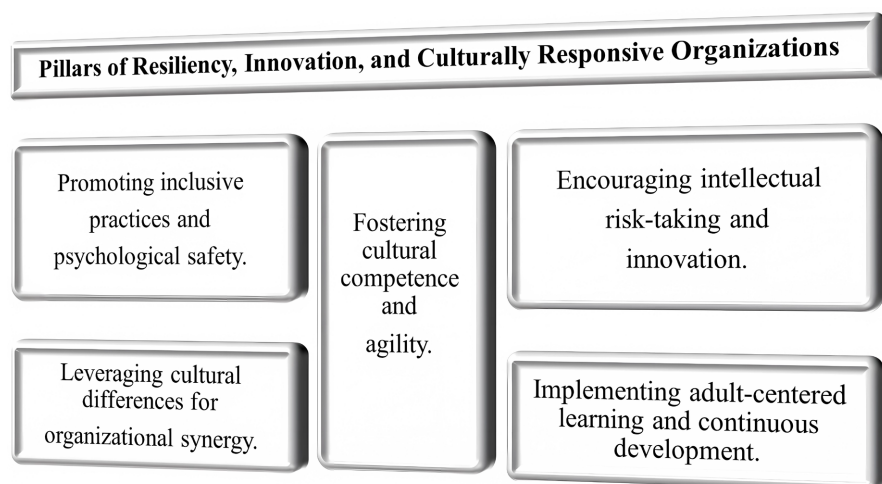 Pillars of Resiliency, Innovation, and Culturally Responsive Organizations
Promoting inclusive
practices and
psychological safety.
Leveraging cultural
differences for
organizational synergy.
Fostering
cultural
competence
and
agility.
Encouraging intellectual
risk-taking and
innovation.
Implementing adult-centered
learning and continuous
development.